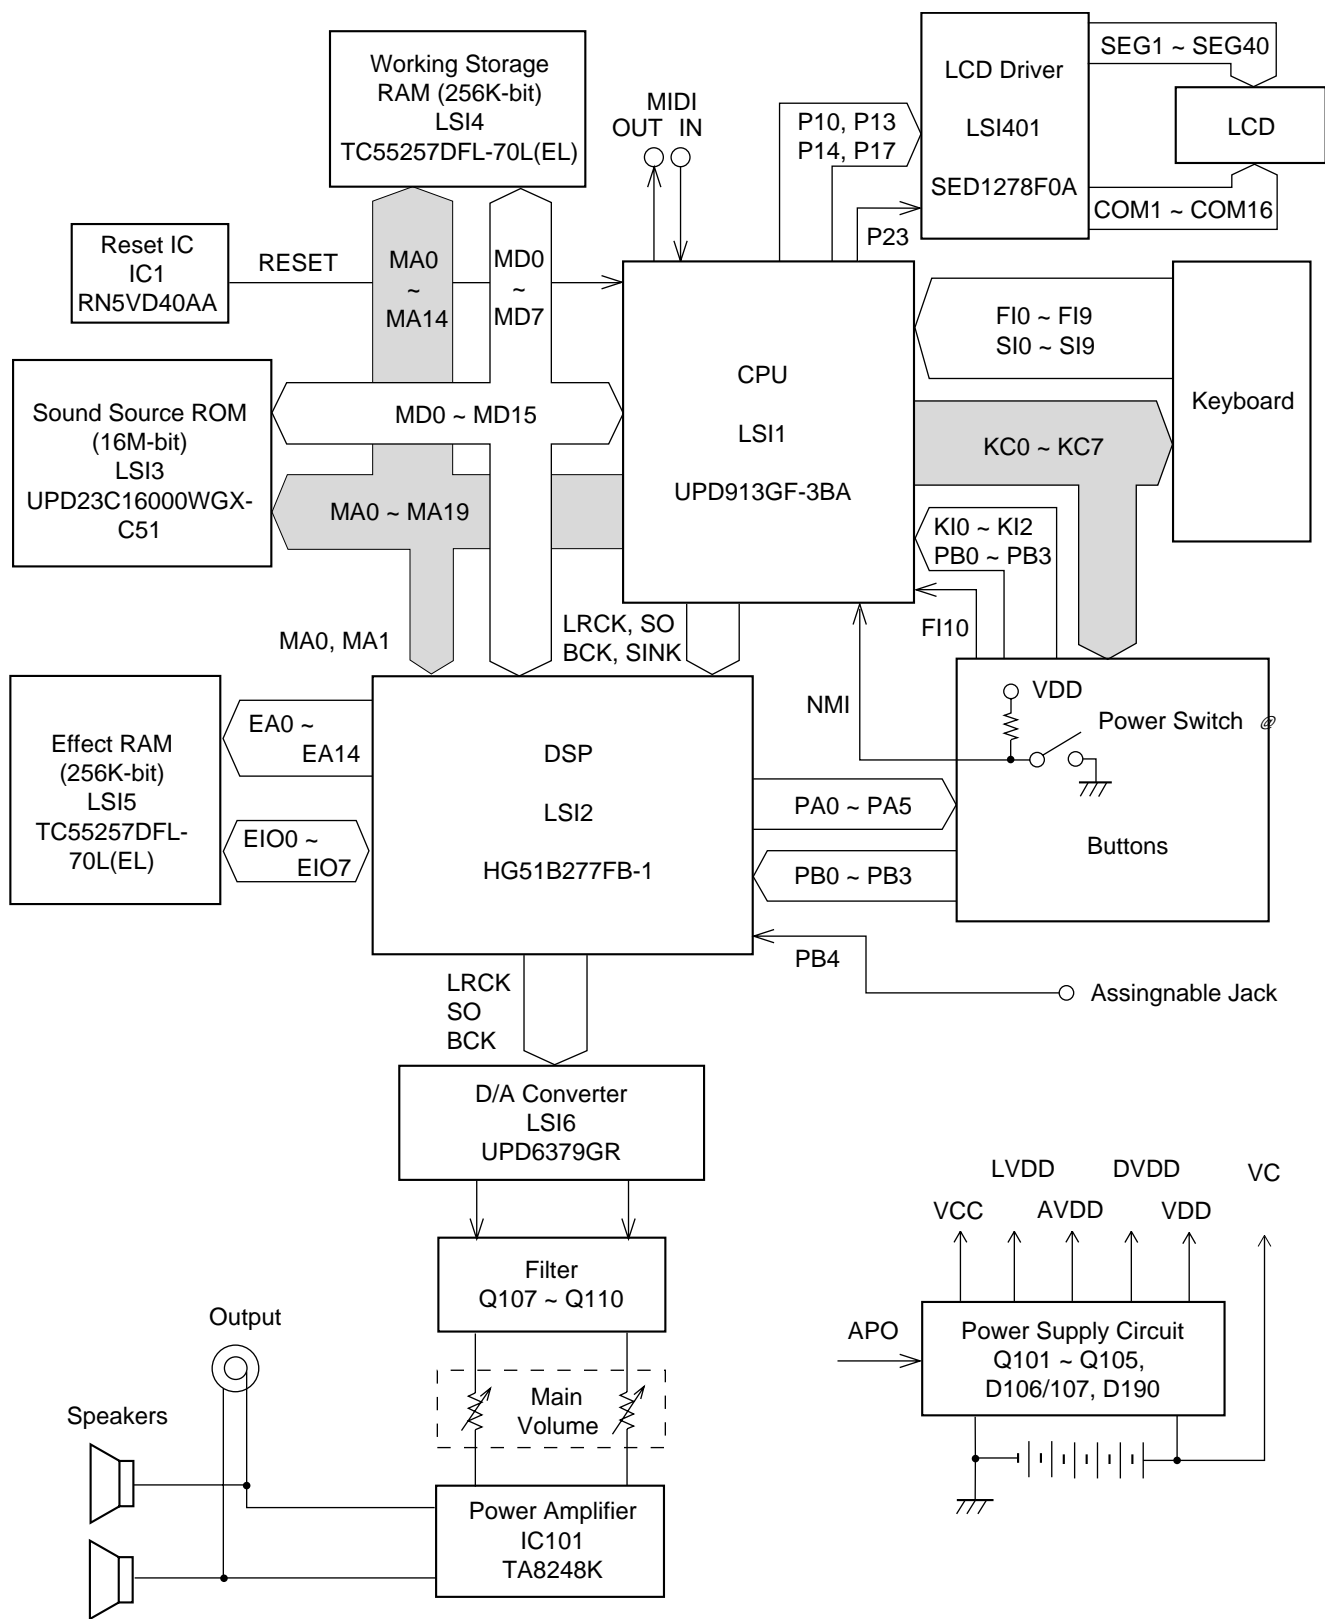 Working Storage
RAM (256K-bit)
LSI4
TC55257DFL-70L(EL)
MIDI
OUT IN
P10, P13
P14, P17
P23
LCD Driver
LSI401
SED1278F0A
SEG1 ~ SEG40
LCD
COM1 ~ COM16
Reset IC
IC1
RN5VD40AA
RESET
MA0
~
MA14
MD0
~
MD7
CPU
LSI1
UPD913GF-3BA
FI0 ~ FI9
SI0 ~ SI9
Keyboard
KC0 ~ KC7
Sound Source ROM
(16M-bit)
LSI3
UPD23C16000WGX-
C51
MD0 ~ MD15
MA0 ~ MA19
KI0 ~ KI2
PB0 ~ PB3
FI10
MA0, MA1
LRCK, SO
BCK, SINK
NMI
VDD
Power Switch
Buttons
Effect RAM
(256K-bit)
LSI5
TC55257DFL-
70L(EL)
EA0 ~
EA14
EIO0 ~
EIO7
DSP
LSI2
HG51B277FB-1
PA0 ~ PA5
PB0 ~ PB3
PB4
Assingnable Jack
LRCK
SO
BCK
D/A Converter
LSI6
UPD6379GR
Filter
Q107 ~ Q110
Main
Volume
Output
Speakers
Power Amplifier
IC101
TA8248K
LVDD DVDD VC
VCC AVDD VDD
APO
Power Supply Circuit
Q101 ~ Q105,
D106/107, D190